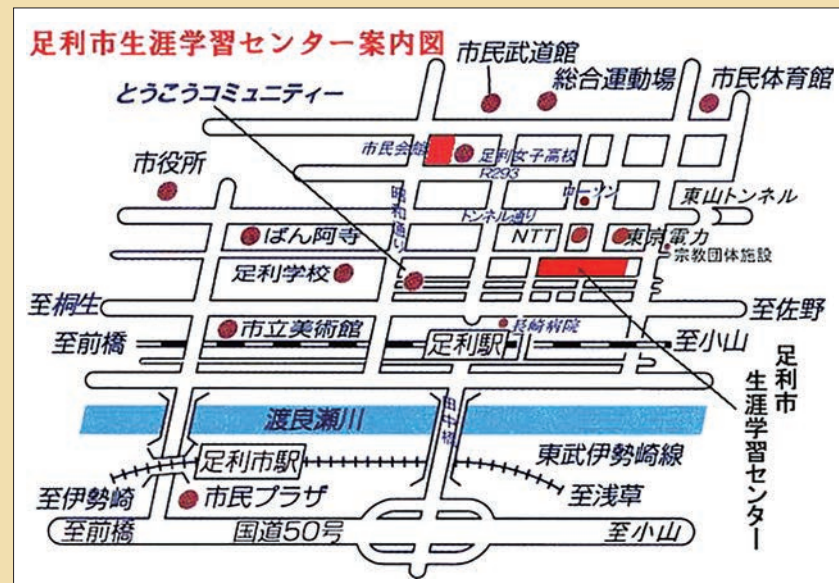 足利市生涯学習センター案内図
市民武道館
総合運動場
市民体育館
とうこうコミュニティー
市役所
市民会館
足利女子高校
R293
昭和通り
ローソン
東山トンネル
トンネル通り
ばん阿寺
NTT
東京電力
宗教団体施設
足利学校
至桐生
至佐野
市立美術館
長崎病院
至前橋
足利駅
至小山
足利市
生涯学習センター
渡良瀬川
田中橋
足利市駅
東武伊勢崎線
至伊勢崎
市民プラザ
至浅草
至前橋
国道50号
至小山